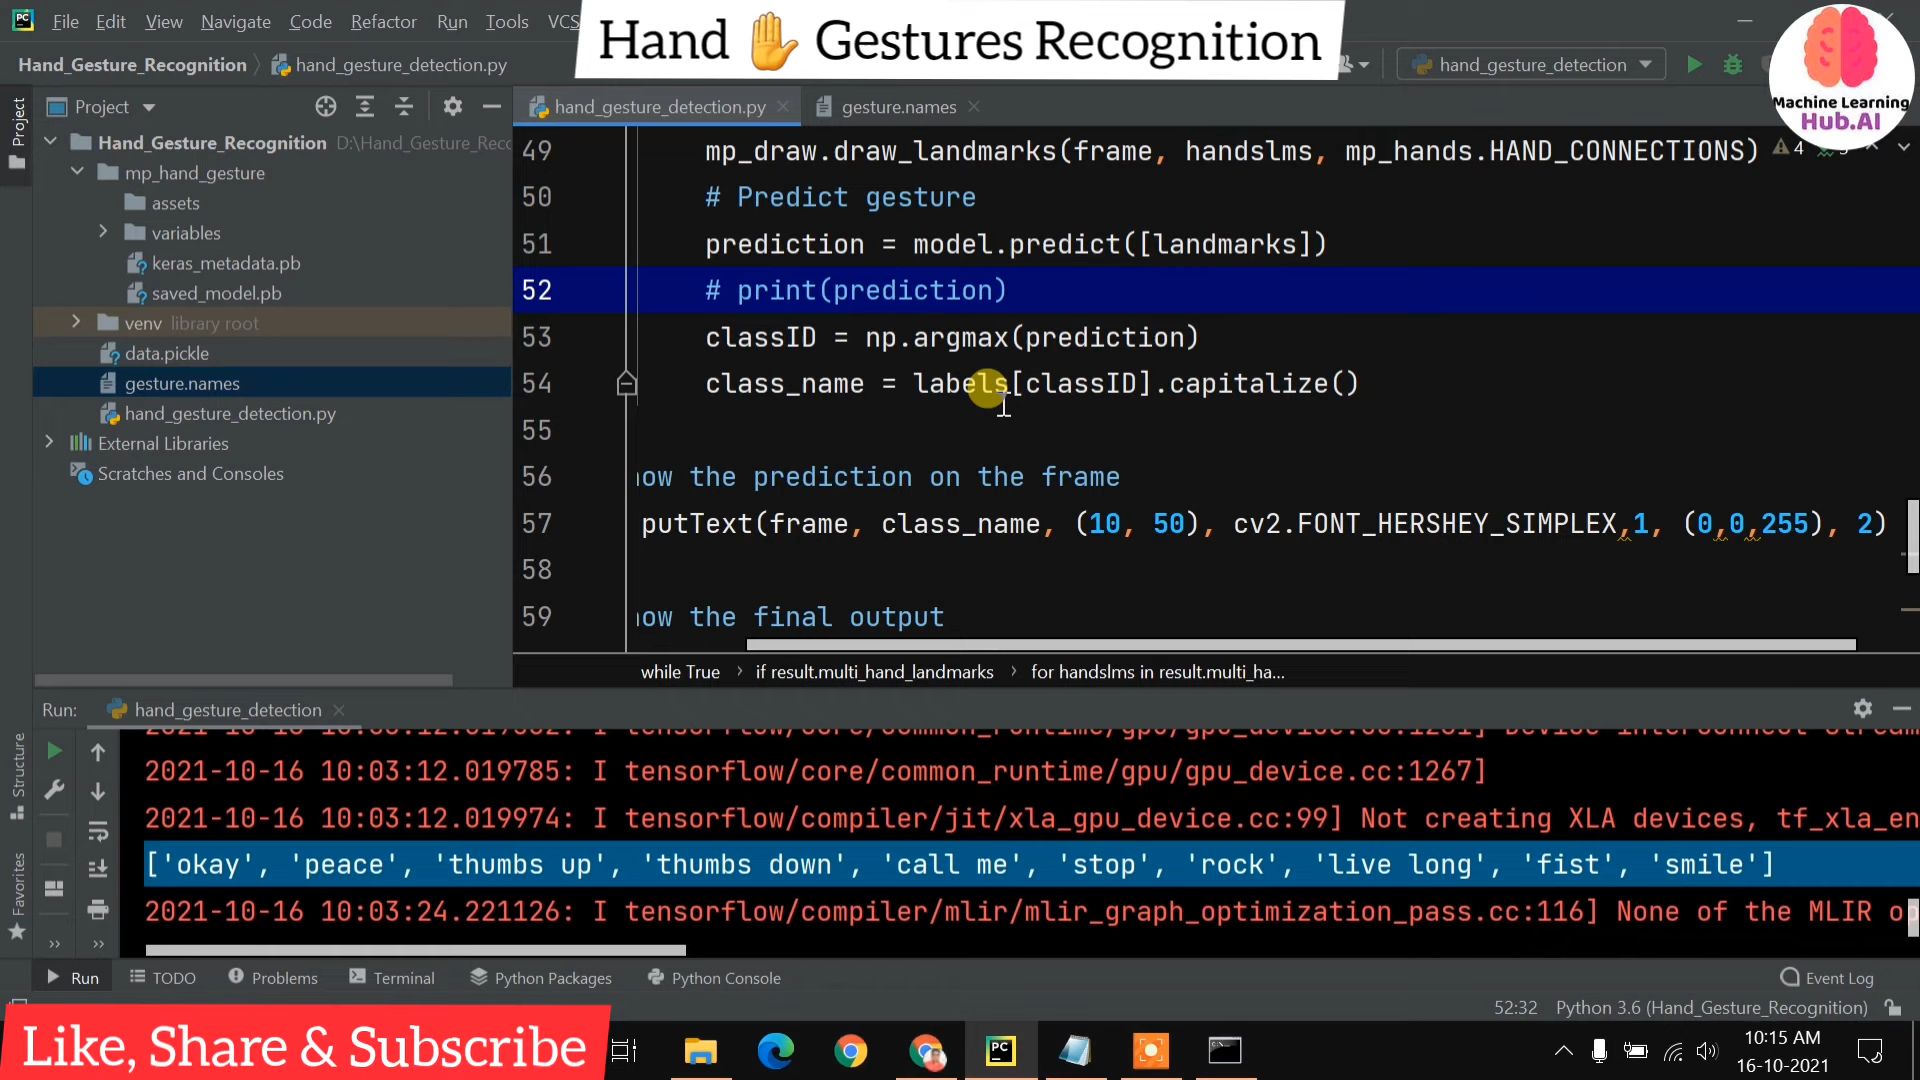 PC File Edit View Navigate Code Refactor Run Tools VCS
Hand Gestures Recognition
Hand_Gesture_Recognition hand_gesture_detection.py
hand_gesture_detection
Machine Learning
Hub.AI
Project
Project
hand_gesture_detection.py
gesture.names
Hand_Gesture_Recognition D:\Hand_Gesture_Reco
mp_hand_gesture
assets
variables
keras_metadata.pb
saved_model.pb
venv library root
data.pickle
gesture.names
hand_gesture_detection.py
External Libraries
Scratches and Consoles
49 mp_draw.draw_landmarks(frame, handslms, mp_hands.HAND_CONNECTIONS)
4
50 # Predict gesture
51 prediction = model.predict([landmarks])
52 # print(prediction)
53 classID = np.argmax(prediction)
54 class_name = labels[classID].capitalize()
55
56 how the prediction on the frame
57 putText(frame, class_name, (10, 50), cv2.FONT_HERSHEY_SIMPLEX,1, (0,0,255), 2)
58
59 how the final output
while True if result.multi_hand_landmarks for handslms in result.multi_ha...
Run: hand_gesture_detection
2021-10-16 10:03:12.019785: I tensorflow/core/common_runtime/gpu/gpu_device.cc:1267]
2021-10-16 10:03:12.019974: I tensorflow/compiler/jit/xla_gpu_device.cc:99] Not creating XLA devices, tf_xla_en
['okay', 'peace', 'thumbs up', 'thumbs down', 'call me', 'stop', 'rock', 'live long', 'fist', 'smile']
2021-10-16 10:03:24.221126: I tensorflow/compiler/mlir/mlir_graph_optimization_pass.cc:116] None of the MLIR op
Structure
Favorites
Run TODO Problems Terminal Python Packages Python Console
Event Log
52:32 Python 3.6 (Hand_Gesture_Recognition)
Like, Share & Subscribe
PC
10:15 AM
16-10-2021